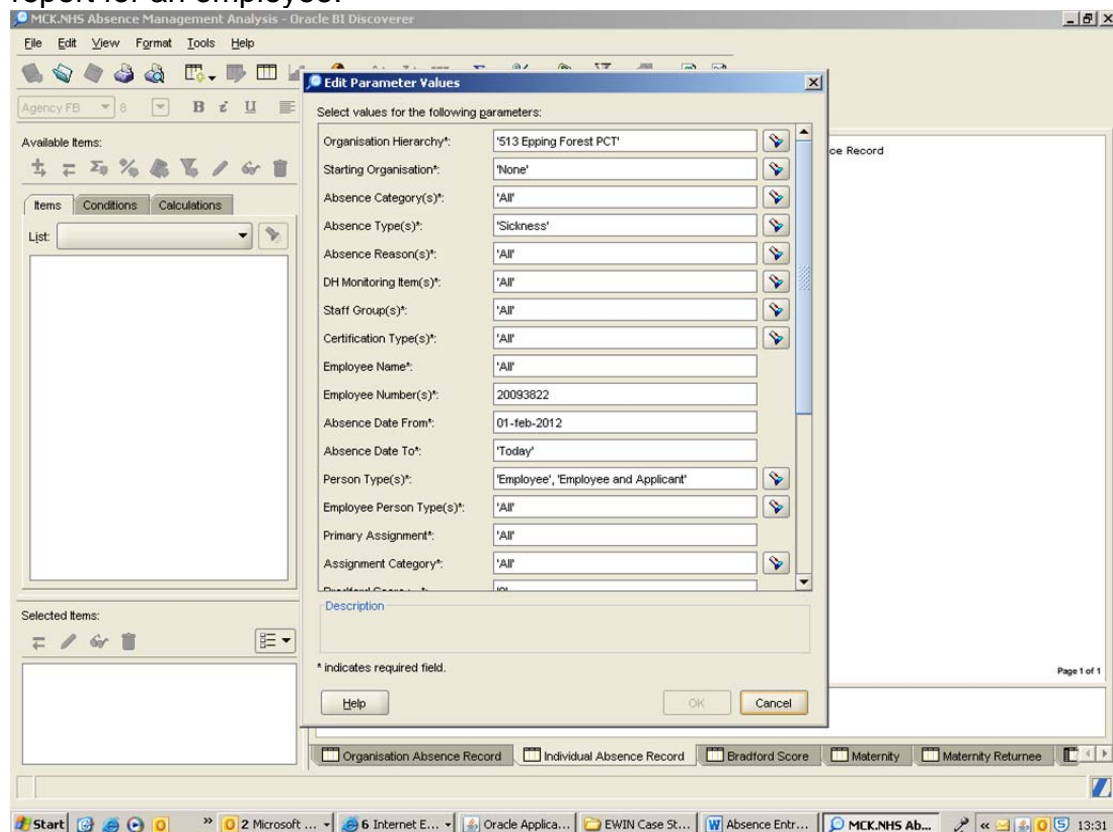 report for an employee.
MCK.NHS Absence Management Analysis - Oracle BI Discoverer
File Edit View Format Tools Help
Agency FB 8 B i U
Edit Parameter Values
Select values for the following parameters:
Organisation Hierarchy*: '513 Epping Forest PCT'
Starting Organisation*: 'None'
Absence Category(s)*: 'All'
Absence Type(s)*: 'Sickness'
Absence Reason(s)*: 'All'
DH Monitoring Item(s)*: 'All'
Staff Group(s)*: 'All'
Certification Type(s)*: 'All'
Employee Name*: 'All'
Employee Number(s)*: 20093822
Absence Date From*: 01-feb-2012
Absence Date To*: 'Today'
Person Type(s)*: 'Employee', 'Employee and Applicant'
Employee Person Type(s)*: 'All'
Primary Assignment*: 'All'
Assignment Category*: 'All'
Description
* indicates required field.
Help OK Cancel
Available Items:
Items Conditions Calculations
List:
Selected Items:
ce Record
Page 1 of 1
Organisation Absence Record Individual Absence Record Bradford Score Maternity Maternity Returnee
Start » 2 Microsoft ... 6 Internet E... Oracle Applica... EWIN Case St... Absence Entr... MCK.NHS Ab... « 13:31